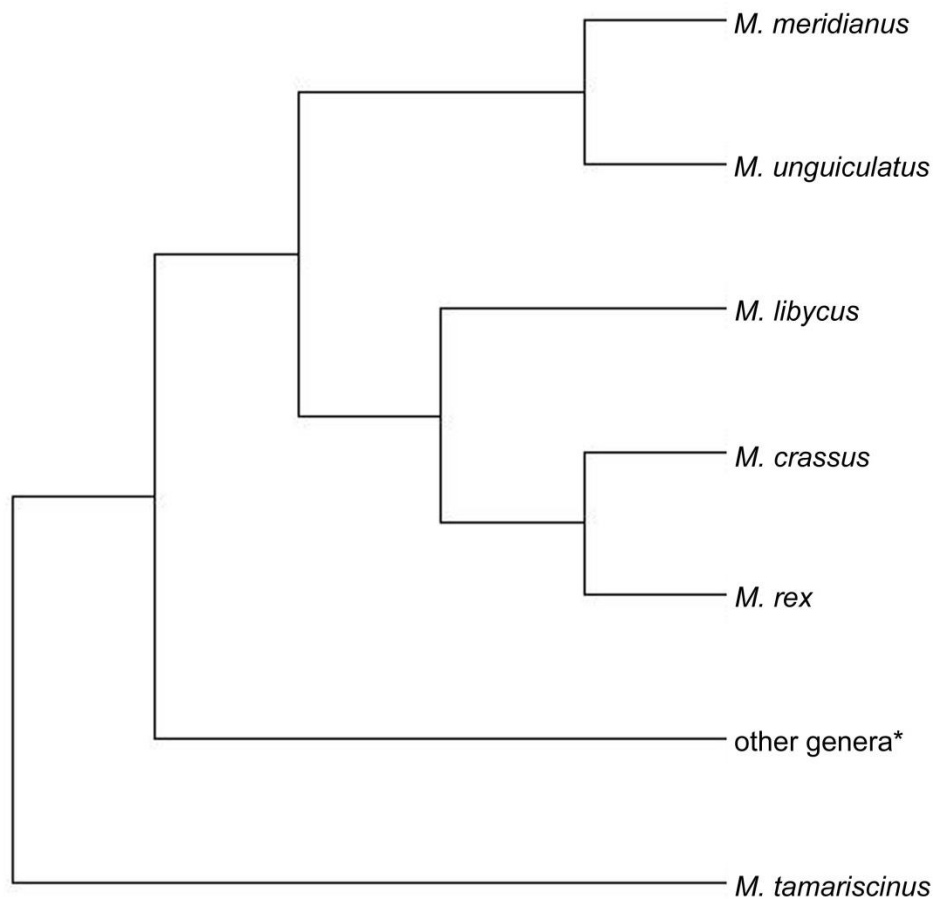 M. meridianus
M. unguiculatus
M. libycus
M. crassus
M. rex
other genera*
M. tamariscinus